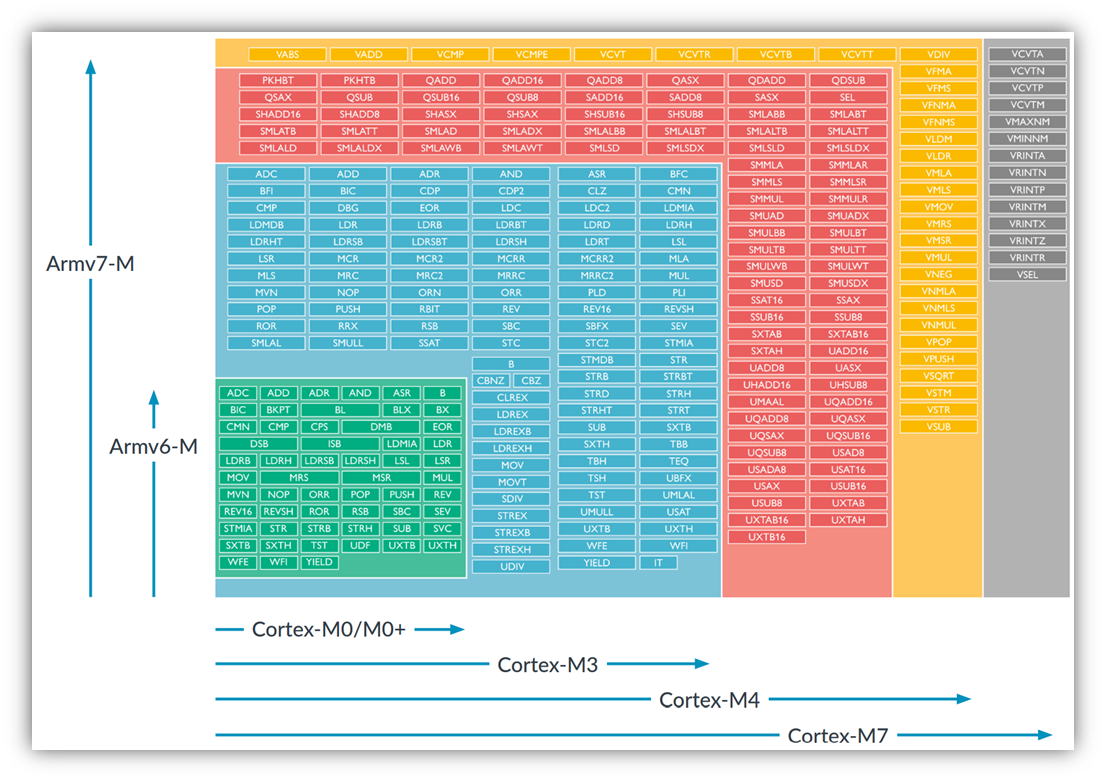 VABS VADD VCMP VCMPE VCVT VCVTR VCVTB VCVTT VDIV
VFMA
VFMS
VFNMA
VFNMS
VLDM
VLDR
VMLA
VMLS
VMOV
VMRS
VMSR
VMUL
VNEG
VNMLA
VNMLS
VNMUL
VPOP
VPUSH
VSQRT
VSTM
VSTR
VSUB
VCVTA
VCVTN
VCVTP
VCVTM
VMAXNM
VMINNM
VRINTA
VRINTN
VRINTP
VRINTM
VRINTX
VRINTZ
VRINTR
VSEL
PKHBT PKHTB QADD QADD16 QADD8 QASX QDADD QDSUB
QSAX QSUB QSUB16 QSUB8 SADD16 SADD8 SASX SEL
SHADD16 SHADD8 SHASX SHSAX SHSUB16 SHSUB8 SMLABB SMLABT
SMLATB SMLATT SMLAD SMLADX SMLALBB SMLALBT SMLALTB SMLALTT
SMLALD SMLALDX SMLAWB SMLAWT SMLSD SMLSDX SMLSLD SMLSLDX
SMMLA SMMLAR
SMMLS SMMLSR
SMMUL SMMULR
SMUAD SMUADX
SMULBB SMULBT
SMULTB SMULTT
SMULWB SMULWT
SMUSD SMUSDX
SSAT16 SSAX
SSUB16 SSUB8
SXTAB SXTAB16
SXTAH UADD16
UADD8 UASX
UHADD16 UHSUB8
UMAAL UQADD16
UQADD8 UQASX
UQSAX UQSUB16
UQSUB8 USAD8
USADA8 USAT16
USAX USUB16
USUB8 UXTAB
UXTAB16 UXTAH
UXTB16
ADC ADD ADR AND ASR BFC
BFI BIC CDP CDP2 CLZ CMN
CMP DBG EOR LDC LDC2 LDMIA
LDMDB LDR LDRB LDRBT LDRD LDRH
LDRHT LDRSB LDRSBT LDRSH LDRT LSL
LSR MCR MCR2 MCRR MCRR2 MLA
MLS MRC MRC2 MRRC MRRC2 MUL
MVN NOP ORN ORR PLD PLI
POP PUSH RBIT REV REV16 REVSH
ROR RRX RSB SBC SBFX SEV
SMLAL SMULL SSAT STC STC2 STMIA
B STMDB STR
CBNZ CBZ STRB STRBT
CLREX STRD STRH
LDREX STRHT STRT
LDREXB SUB SXTB
LDREXH SXTH TBB
MOV TBH TEQ
MOVT TSH UBFX
SDIV TST UMLAL
STREX UMULL USAT
STREXB UXTB UXTH
STREXH WFE WFI
UDIV YIELD IT
ADC ADD ADR AND ASR B
BIC BKPT BL BLX BX
CMN CMP CPS DMB EOR
DSB ISB LDMIA LDR
LDRB LDRH LDRSB LDRSH LSL LSR
MOV MRS MSR MUL
MVN NOP ORR POP PUSH REV
REV16 REVSH ROR RSB SBC SEV
STMIA STR STRB STRH SUB SVC
SXTB SXTH TST UDF UXTB UXTH
WFE WFI YIELD
Armv7-M
Armv6-M
Cortex-M0/M0+
Cortex-M3
Cortex-M4
Cortex-M7